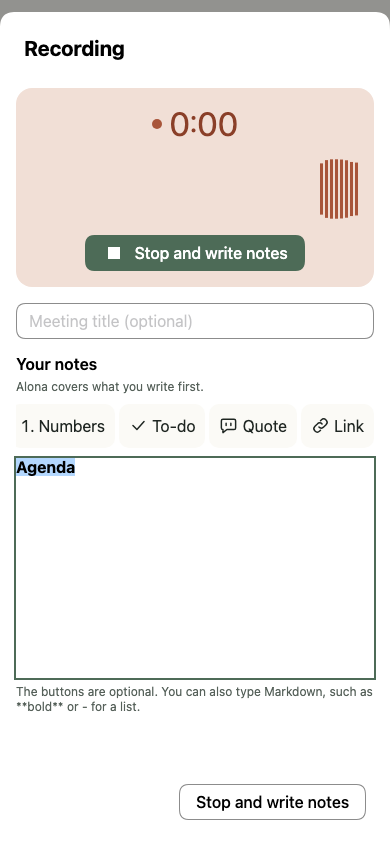 Recording
0:00
Stop and write notes
Meeting title (optional)
Your notes
Alona covers what you write first.
1. Numbers
To-do
Quote
Link
Agenda
The buttons are optional. You can also type Markdown, such as
**bold** or - for a list.
Stop and write notes